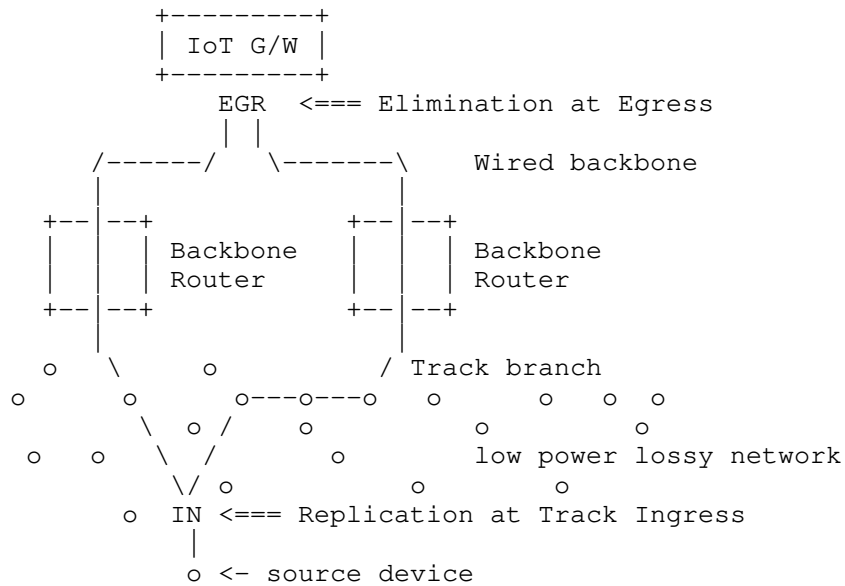 IoT G/W
EGR <=== Elimination at Egress
Wired backbone
Backbone Backbone
Router Router
Track branch
low power lossy network
IN <=== Replication at Track Ingress
<- source device